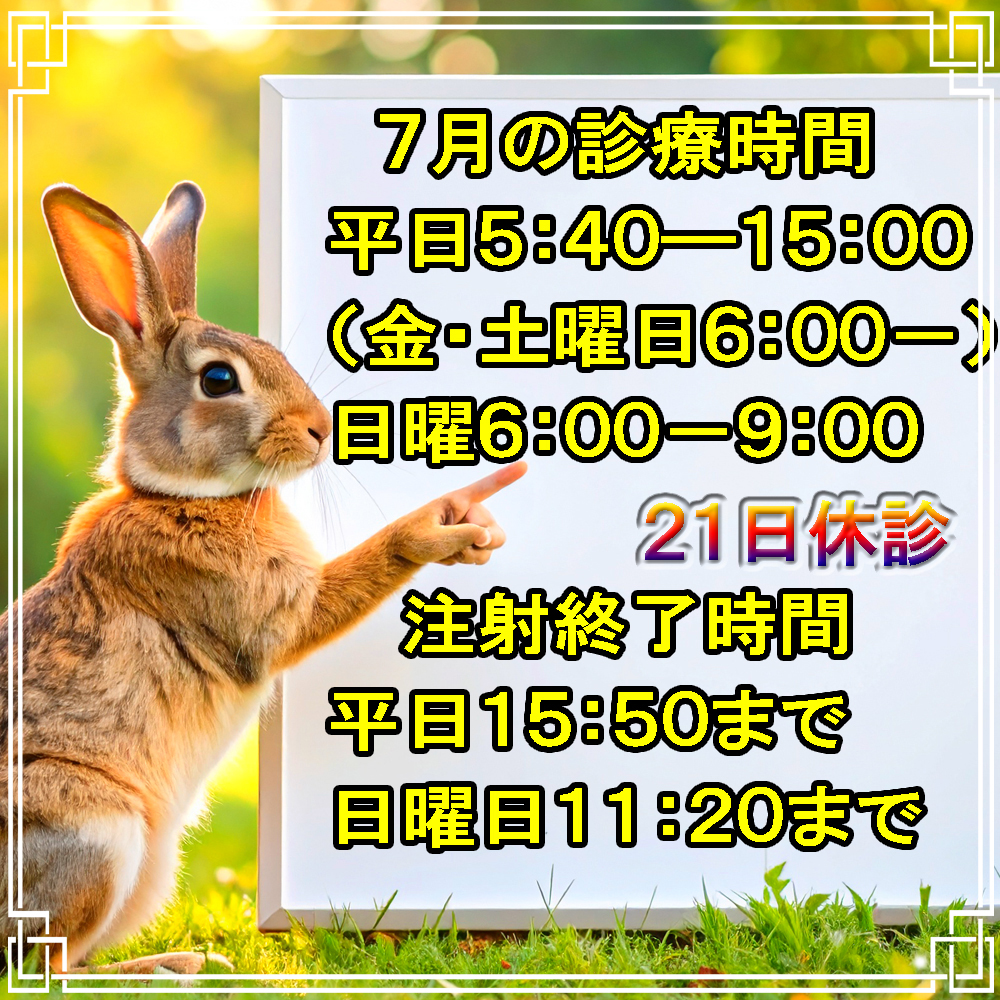 ７月の診療時間
平日５：４０―１５：００
（金・土曜日６：００－）
日曜６：００－９：００
２１日休診
注射終了時間
平日１５：５０まで
日曜日１１：２０まで